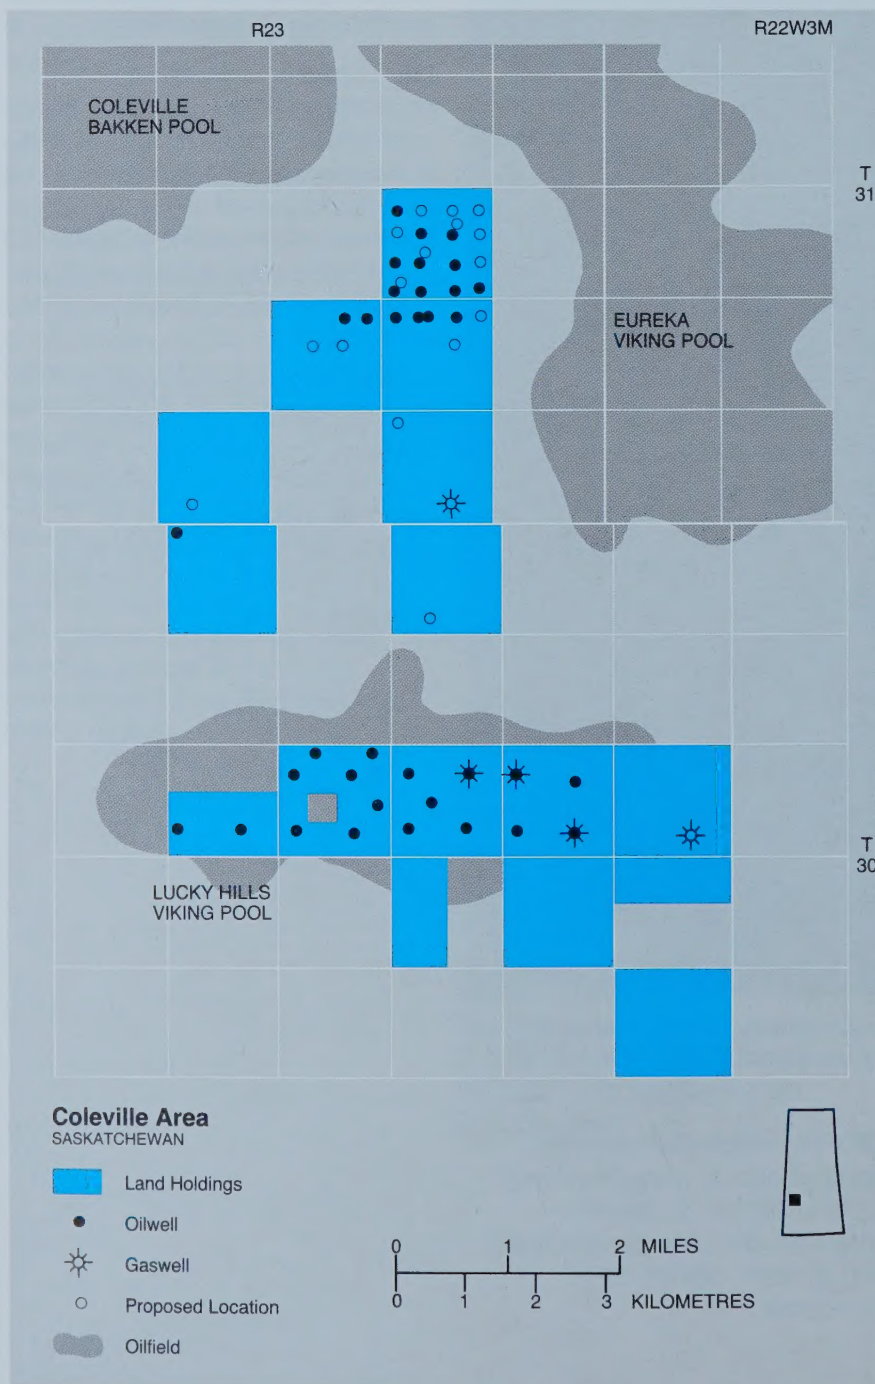 R23
R22W3M
COLEVILLE
BAKKEN POOL
T
31
EUREKA
VIKING POOL
T
30
LUCKY HILLS
VIKING POOL
Coleville Area
SASKATCHEWAN
Land Holdings
Oilwell
Gaswell
Proposed Location
Oilfield
0 1 2 MILES
0 1 2 3 KILOMETRES